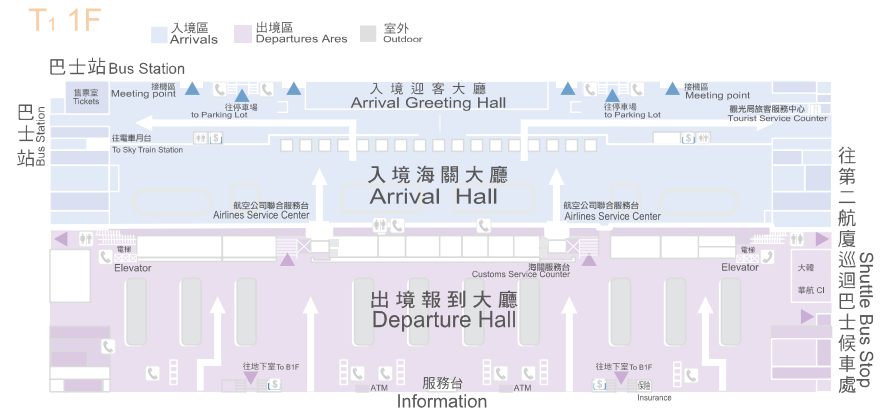 T1 1F
入境區
Arrivals
出境區
Departures Ares
室外
Outdoor
巴士站 Bus Station
巴士站
Bus Station
售票室
Tickets
接機區
Meeting point
往停車場
to Parking Lot
入境迎客大廳
Arrival Greeting Hall
往停車場
to Parking Lot
接機區
Meeting point
觀光局旅客服務中心
Tourist Service Counter
往電車月台
To Sky Train Station
入境海關大廳
Arrival Hall
航空公司聯合服務台
Airlines Service Center
航空公司聯合服務台
Airlines Service Center
電梯
Elevator
海關服務台
Customs Service Counter
電梯
Elevator
大韓
華航 CI
出境報到大廳
Departure Hall
往地下室To B1F
往地下室To B1F
ATM
服務台
Information
ATM
保險
Insurance
往第二航廈巡迴巴士候車處
Shuttle Bus Stop